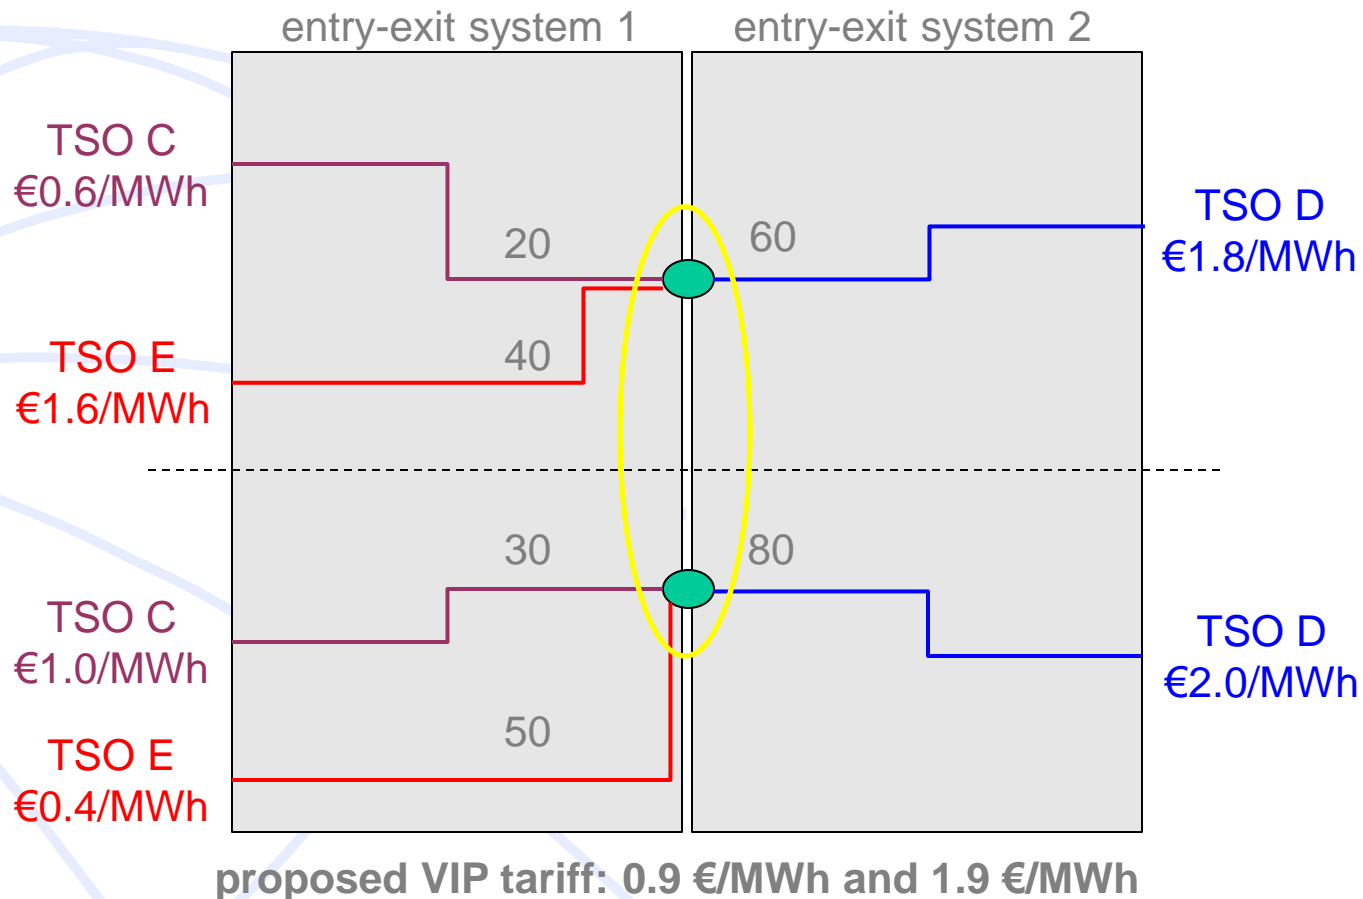 entry-exit system 1
entry-exit system 2
TSO C
€0.6/MWh
20
60
TSO D
€1.8/MWh
TSO E
€1.6/MWh
40
30
80
TSO C
€1.0/MWh
TSO D
€2.0/MWh
50
TSO E
€0.4/MWh
proposed VIP tariff: 0.9 €/MWh and 1.9 €/MWh